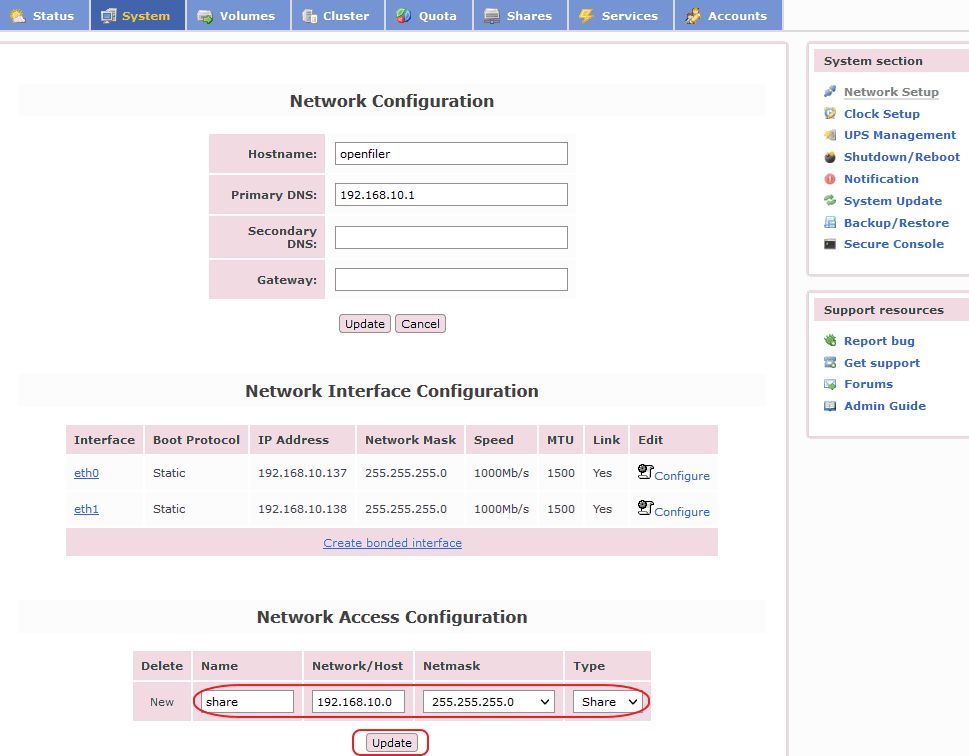 Status System Volumes Cluster Quota Shares Services Accounts
Network Configuration
Hostname: openfiler
Primary DNS: 192.168.10.1
Secondary
DNS:
Gateway:
Update Cancel
Network Interface Configuration
Interface Boot Protocol IP Address Network Mask Speed MTU Link Edit
eth0 Static 192.168.10.137 255.255.255.0 1000Mb/s 1500 Yes Configure
eth1 Static 192.168.10.138 255.255.255.0 1000Mb/s 1500 Yes Configure
Create bonded interface
Network Access Configuration
Delete Name Network/Host Netmask Type
New share 192.168.10.0 255.255.255.0 Share
Update
System section
Network Setup
Clock Setup
UPS Management
Shutdown/Reboot
Notification
System Update
Backup/Restore
Secure Console
Support resources
Report bug
Get support
Forums
Admin Guide